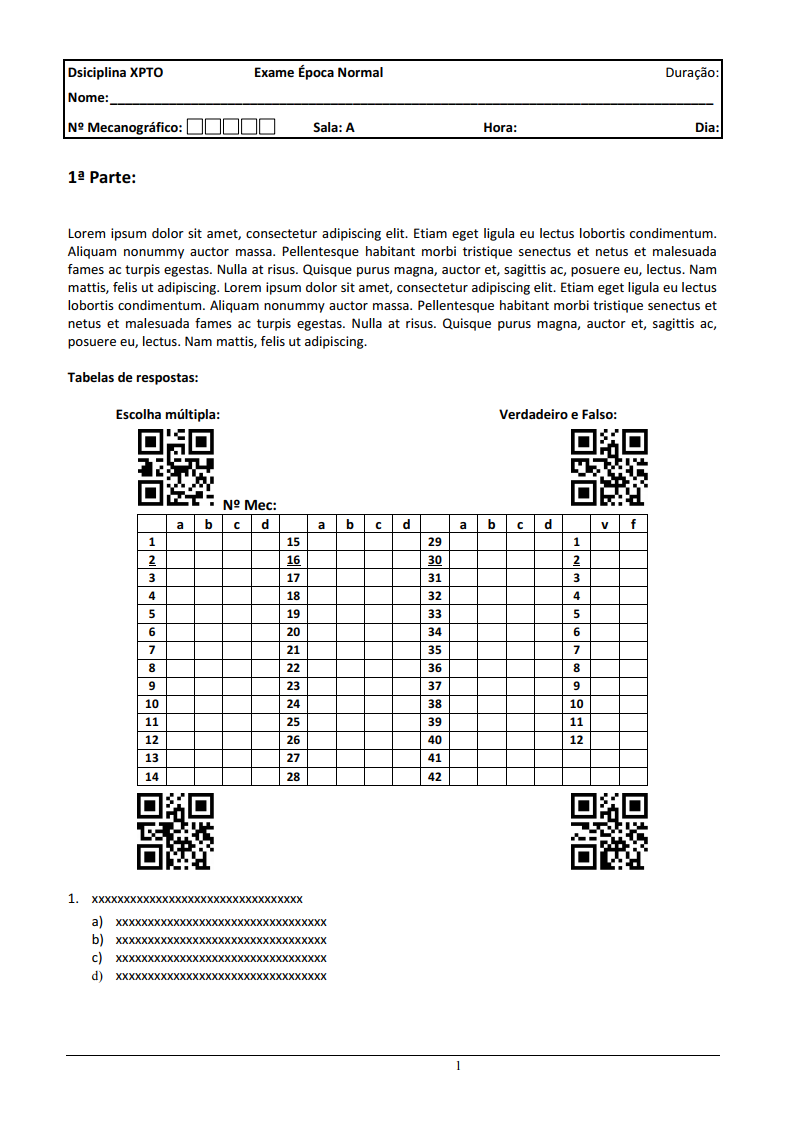 Dsiciplina XPTO Exame Época Normal Duração:
Nome:___________________________________________________________________________________
Nº Mecanográfico: Sala: A Hora: Dia:
1ª Parte:
Lorem ipsum dolor sit amet, consectetur adipiscing elit. Etiam eget ligula eu lectus lobortis condimentum.
Aliquam nonummy auctor massa. Pellentesque habitant morbi tristique senectus et netus et malesuada
fames ac turpis egestas. Nulla at risus. Quisque purus magna, auctor et, sagittis ac, posuere eu, lectus. Nam
mattis, felis ut adipiscing. Lorem ipsum dolor sit amet, consectetur adipiscing elit. Etiam eget ligula eu lectus
lobortis condimentum. Aliquam nonummy auctor massa. Pellentesque habitant morbi tristique senectus et
netus et malesuada fames ac turpis egestas. Nulla at risus. Quisque purus magna, auctor et, sagittis ac,
posuere eu, lectus. Nam mattis, felis ut adipiscing.
Tabelas de respostas:
Escolha múltipla: Verdadeiro e Falso:
Nº Mec:
a b c d a b c d a b c d v f
1 15 29 1
2 16 30 2
3 17 31 3
4 18 32 4
5 19 33 5
6 20 34 6
7 21 35 7
8 22 36 8
9 23 37 9
10 24 38 10
11 25 39 11
12 26 40 12
13 27 41
14 28 42
1. xxxxxxxxxxxxxxxxxxxxxxxxxxxxxxxxx
a) xxxxxxxxxxxxxxxxxxxxxxxxxxxxxxxxx
b) xxxxxxxxxxxxxxxxxxxxxxxxxxxxxxxxx
c) xxxxxxxxxxxxxxxxxxxxxxxxxxxxxxxxx
d) xxxxxxxxxxxxxxxxxxxxxxxxxxxxxxxxx
1